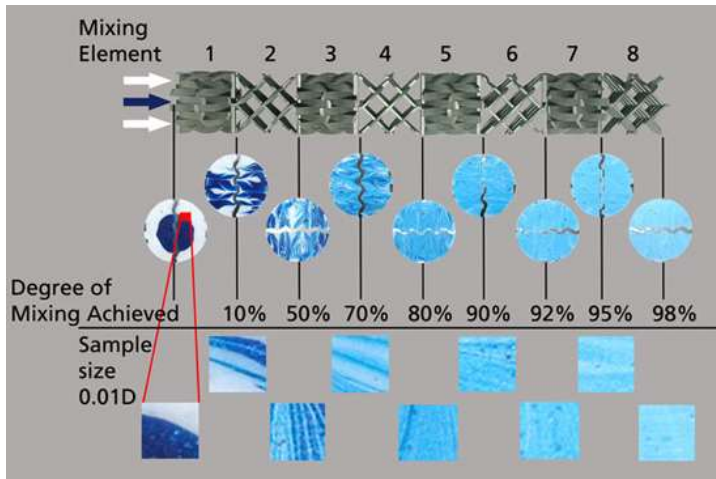 Mixing
Element 1 2 3 4 5 6 7 8
Degree of
Mixing Achieved 10% 50% 70% 80% 90% 92% 95% 98%
Sample
size
0.01D